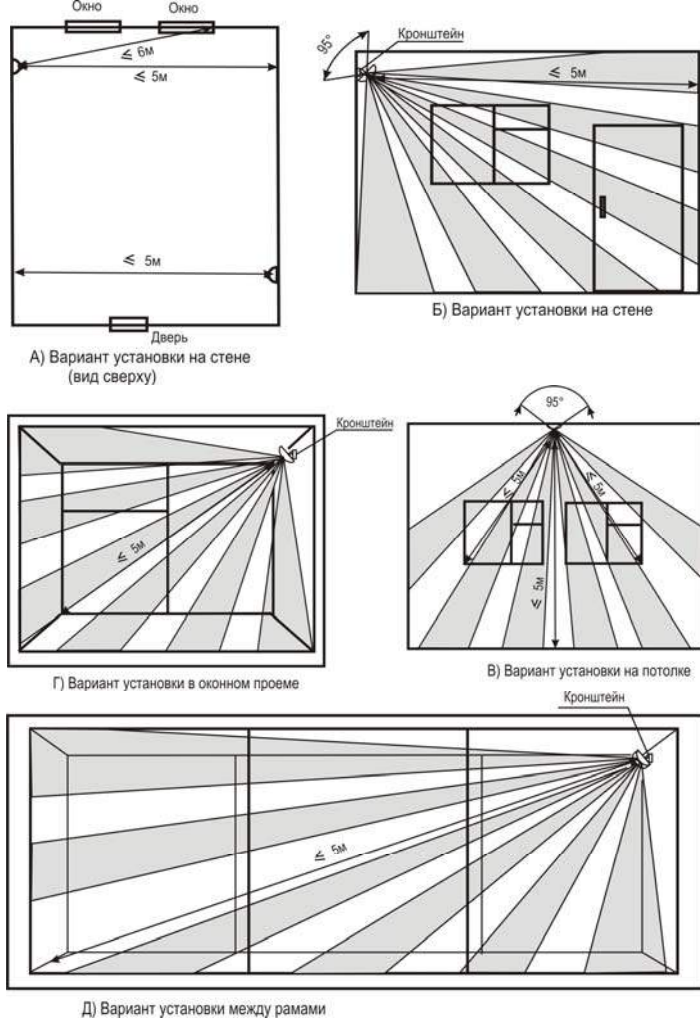 Окно
Окно
⩽ 6м
⩽ 5м
⩽ 5м
Дверь
А) Вариант установки на стене
(вид сверху)
95°
Кронштейн
⩽ 5м
Б) Вариант установки на стене
Кронштейн
⩽ 5м
Г) Вариант установки в оконном проеме
95°
⩽ 5м
⩽ 5м
⩽ 5м
В) Вариант установки на потолке
Кронштейн
⩽ 5м
Д) Вариант установки между рамами